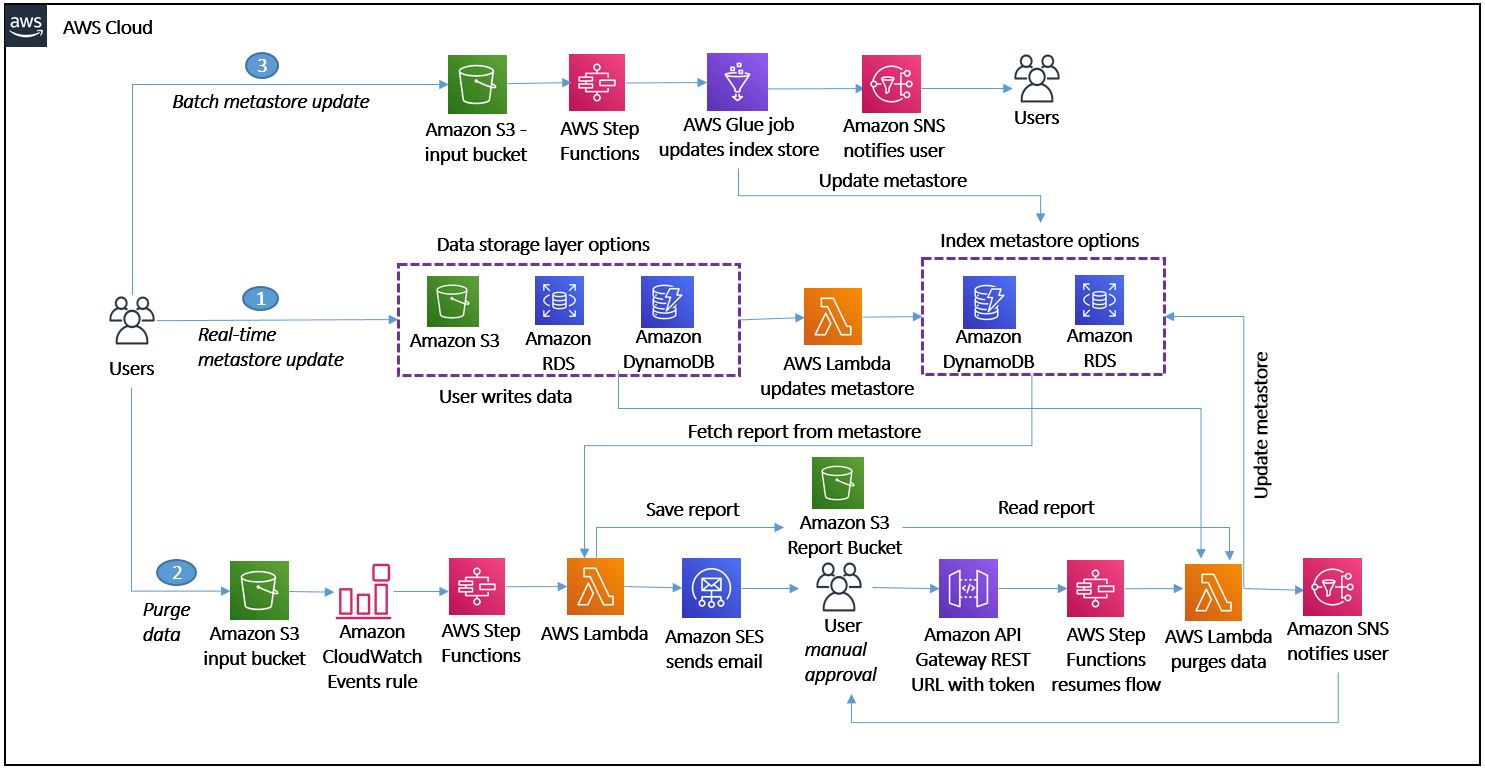 aws
AWS Cloud
3
Batch metastore update
Amazon S3 -
input bucket
AWS Step
Functions
AWS Glue job
updates index store
Amazon SNS
notifies user
Users
Update metastore
Data storage layer options
Index metastore options
Users
1
Real-time
metastore update
Amazon S3
Amazon
RDS
Amazon
DynamoDB
User writes data
AWS Lambda
updates metastore
Amazon
DynamoDB
Amazon
RDS
Update metastore
Fetch report from metastore
Save report
Amazon S3
Report Bucket
Read report
2
Purge
data
Amazon S3
input bucket
Amazon
CloudWatch
Events rule
AWS Step
Functions
AWS Lambda
Amazon SES
sends email
User
manual
approval
Amazon API
Gateway REST
URL with token
AWS Step
Functions
resumes flow
AWS Lambda
purges data
Amazon SNS
notifies user